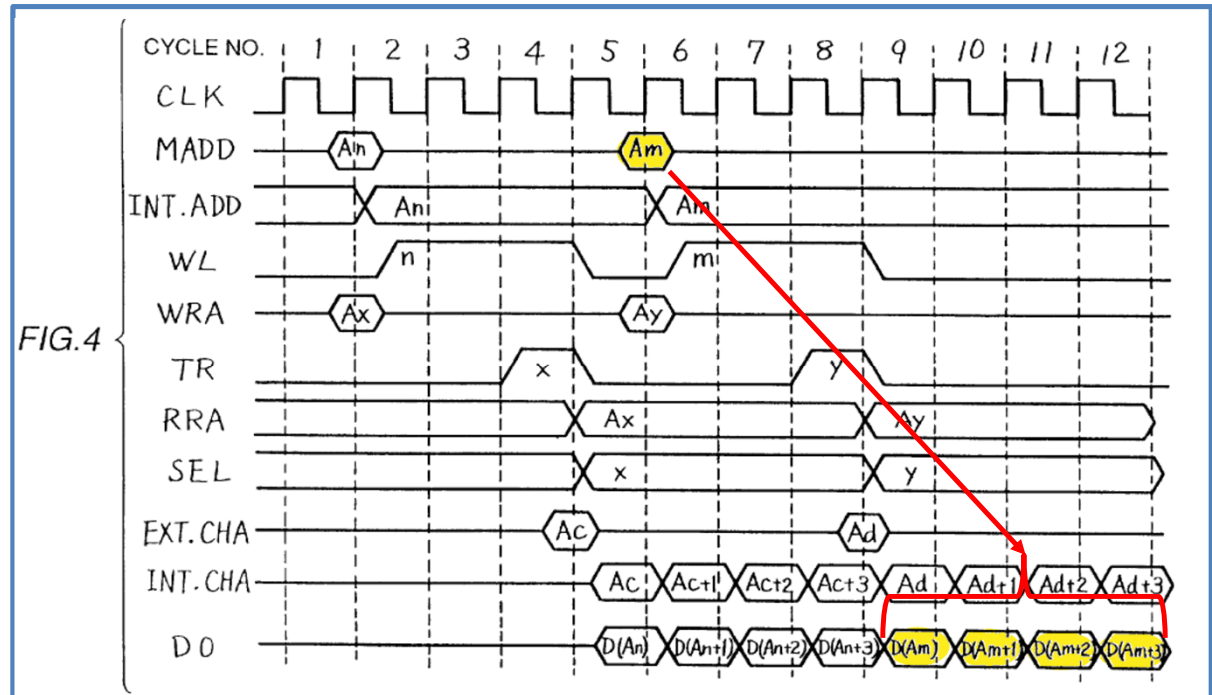 CYCLE NO. 1 2 3 4 5 6 7 8 9 10 11 12
CLK
MADD An Am
INT.ADD An Am
WL n m
WRA Ax Ay
FIG.4
TR x y
RRA Ax Ay
SEL x y
EXT.CHA Ac Ad
INT.CHA Ac Ac+1 Ac+2 Ac+3 Ad Ad+1 Ad+2 Ad+3
DO D(An) D(An+1) D(An+2) D(An+3) D(Am) D(Am+1) D(Am+2) D(Am+3)